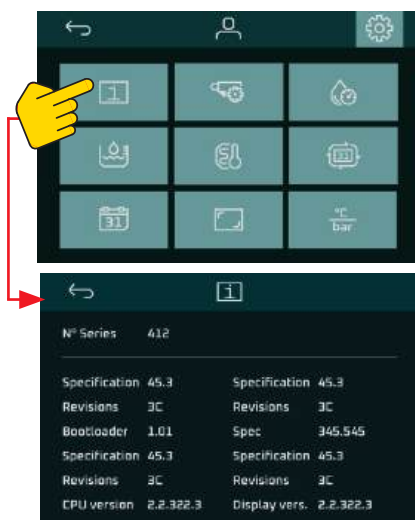 i
31
31
°C
bar
i
Nº Series 412
Specification 45.3 Specification 45.3
Revisions 3C Revisions 3C
Bootloader 1.01 Spec 345.545
Specification 45.3 Specification 45.3
Revisions 3C Revisions 3C
CPU version 2.2.322.3 Display vers. 2.2.322.3